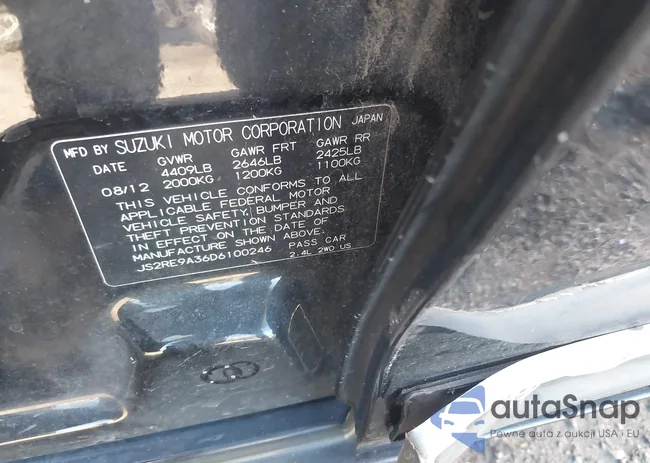 MFD BY SUZUKI MOTOR CORPORATION JAPAN
DATE GVWR GAWR FRT GAWR RR
4409LB 2646LB 2425LB
08/12 2000KG 1200KG 1100KG
THIS VEHICLE CONFORMS TO ALL
APPLICABLE FEDERAL MOTOR
VEHICLE SAFETY, BUMPER AND
THEFT PREVENTION STANDARDS
IN EFFECT ON THE DATE OF
MANUFACTURE SHOWN ABOVE.
JS2RE9A36D6100246 PASS CAR
2.4L 2WD US
autaSnap
Pewne auta z aukcji USA i EU